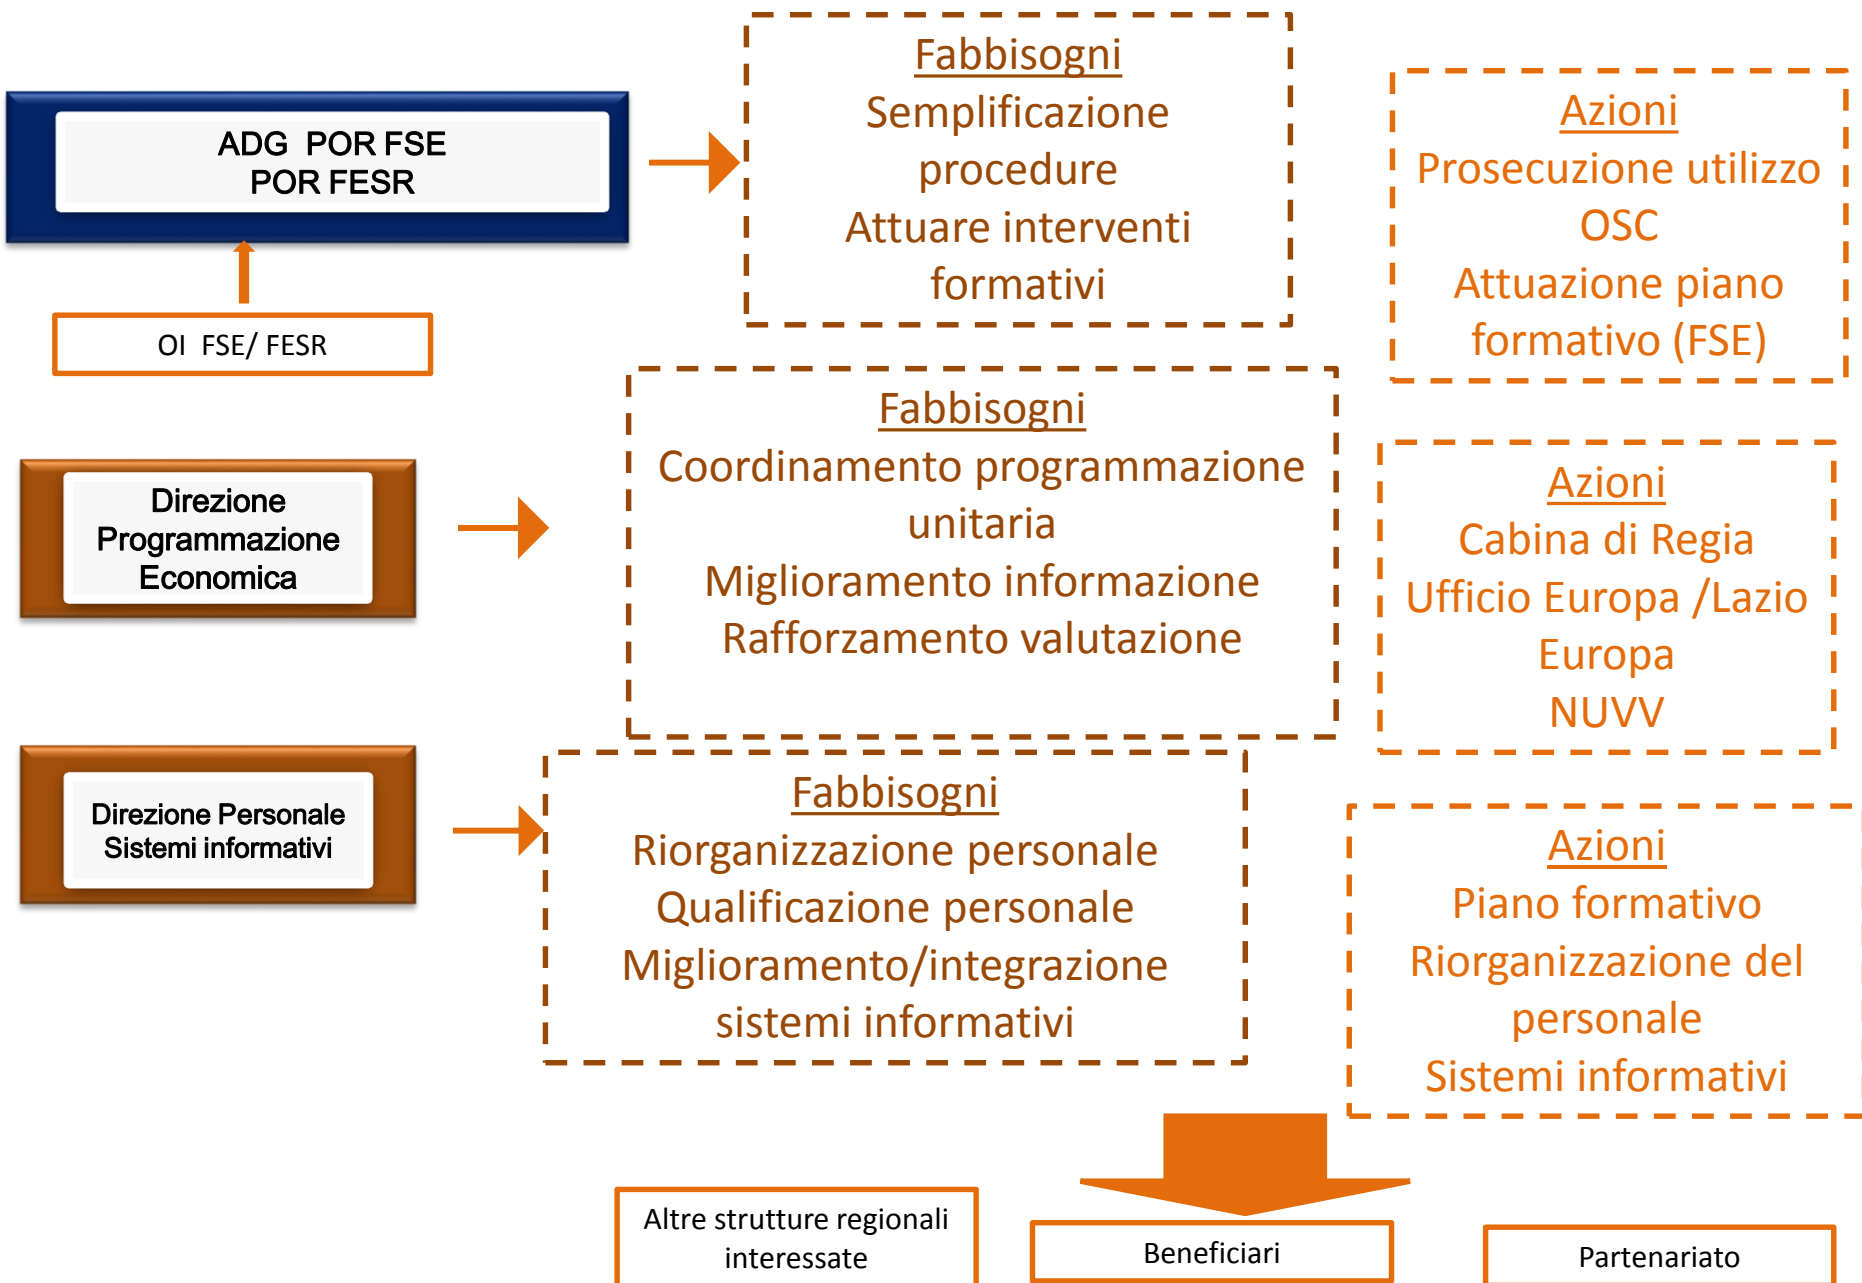 ADG POR FSE
POR FESR
OI FSE/ FESR
Fabbisogni
Semplificazione
procedure
Attuare interventi
formativi
Azioni
Prosecuzione utilizzo
OSC
Attuazione piano
formativo (FSE)
Direzione
Programmazione
Economica
Fabbisogni
Coordinamento programmazione
unitaria
Miglioramento informazione
Rafforzamento valutazione
Azioni
Cabina di Regia
Ufficio Europa /Lazio
Europa
NUVV
Direzione Personale
Sistemi informativi
Fabbisogni
Riorganizzazione personale
Qualificazione personale
Miglioramento/integrazione
sistemi informativi
Azioni
Piano formativo
Riorganizzazione del
personale
Sistemi informativi
Altre strutture regionali
interessate
Beneficiari
Partenariato